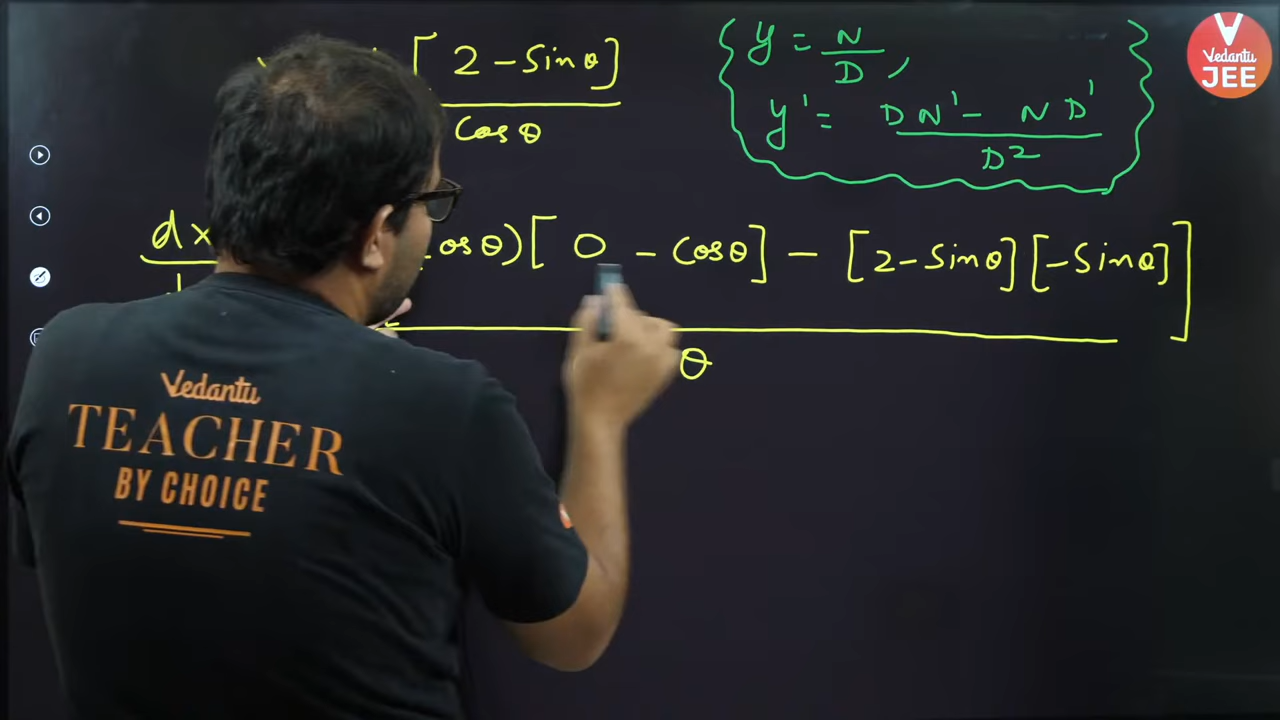 [2 - Sinθ]
Cosθ
y = N/D,
y' = DN' - ND'
D²
Vedantu
JEE
dx
osθ)[0 - Cosθ] - [2 - Sinθ][-Sinθ]]
θ
Vedantu
TEACHER
BY CHOICE